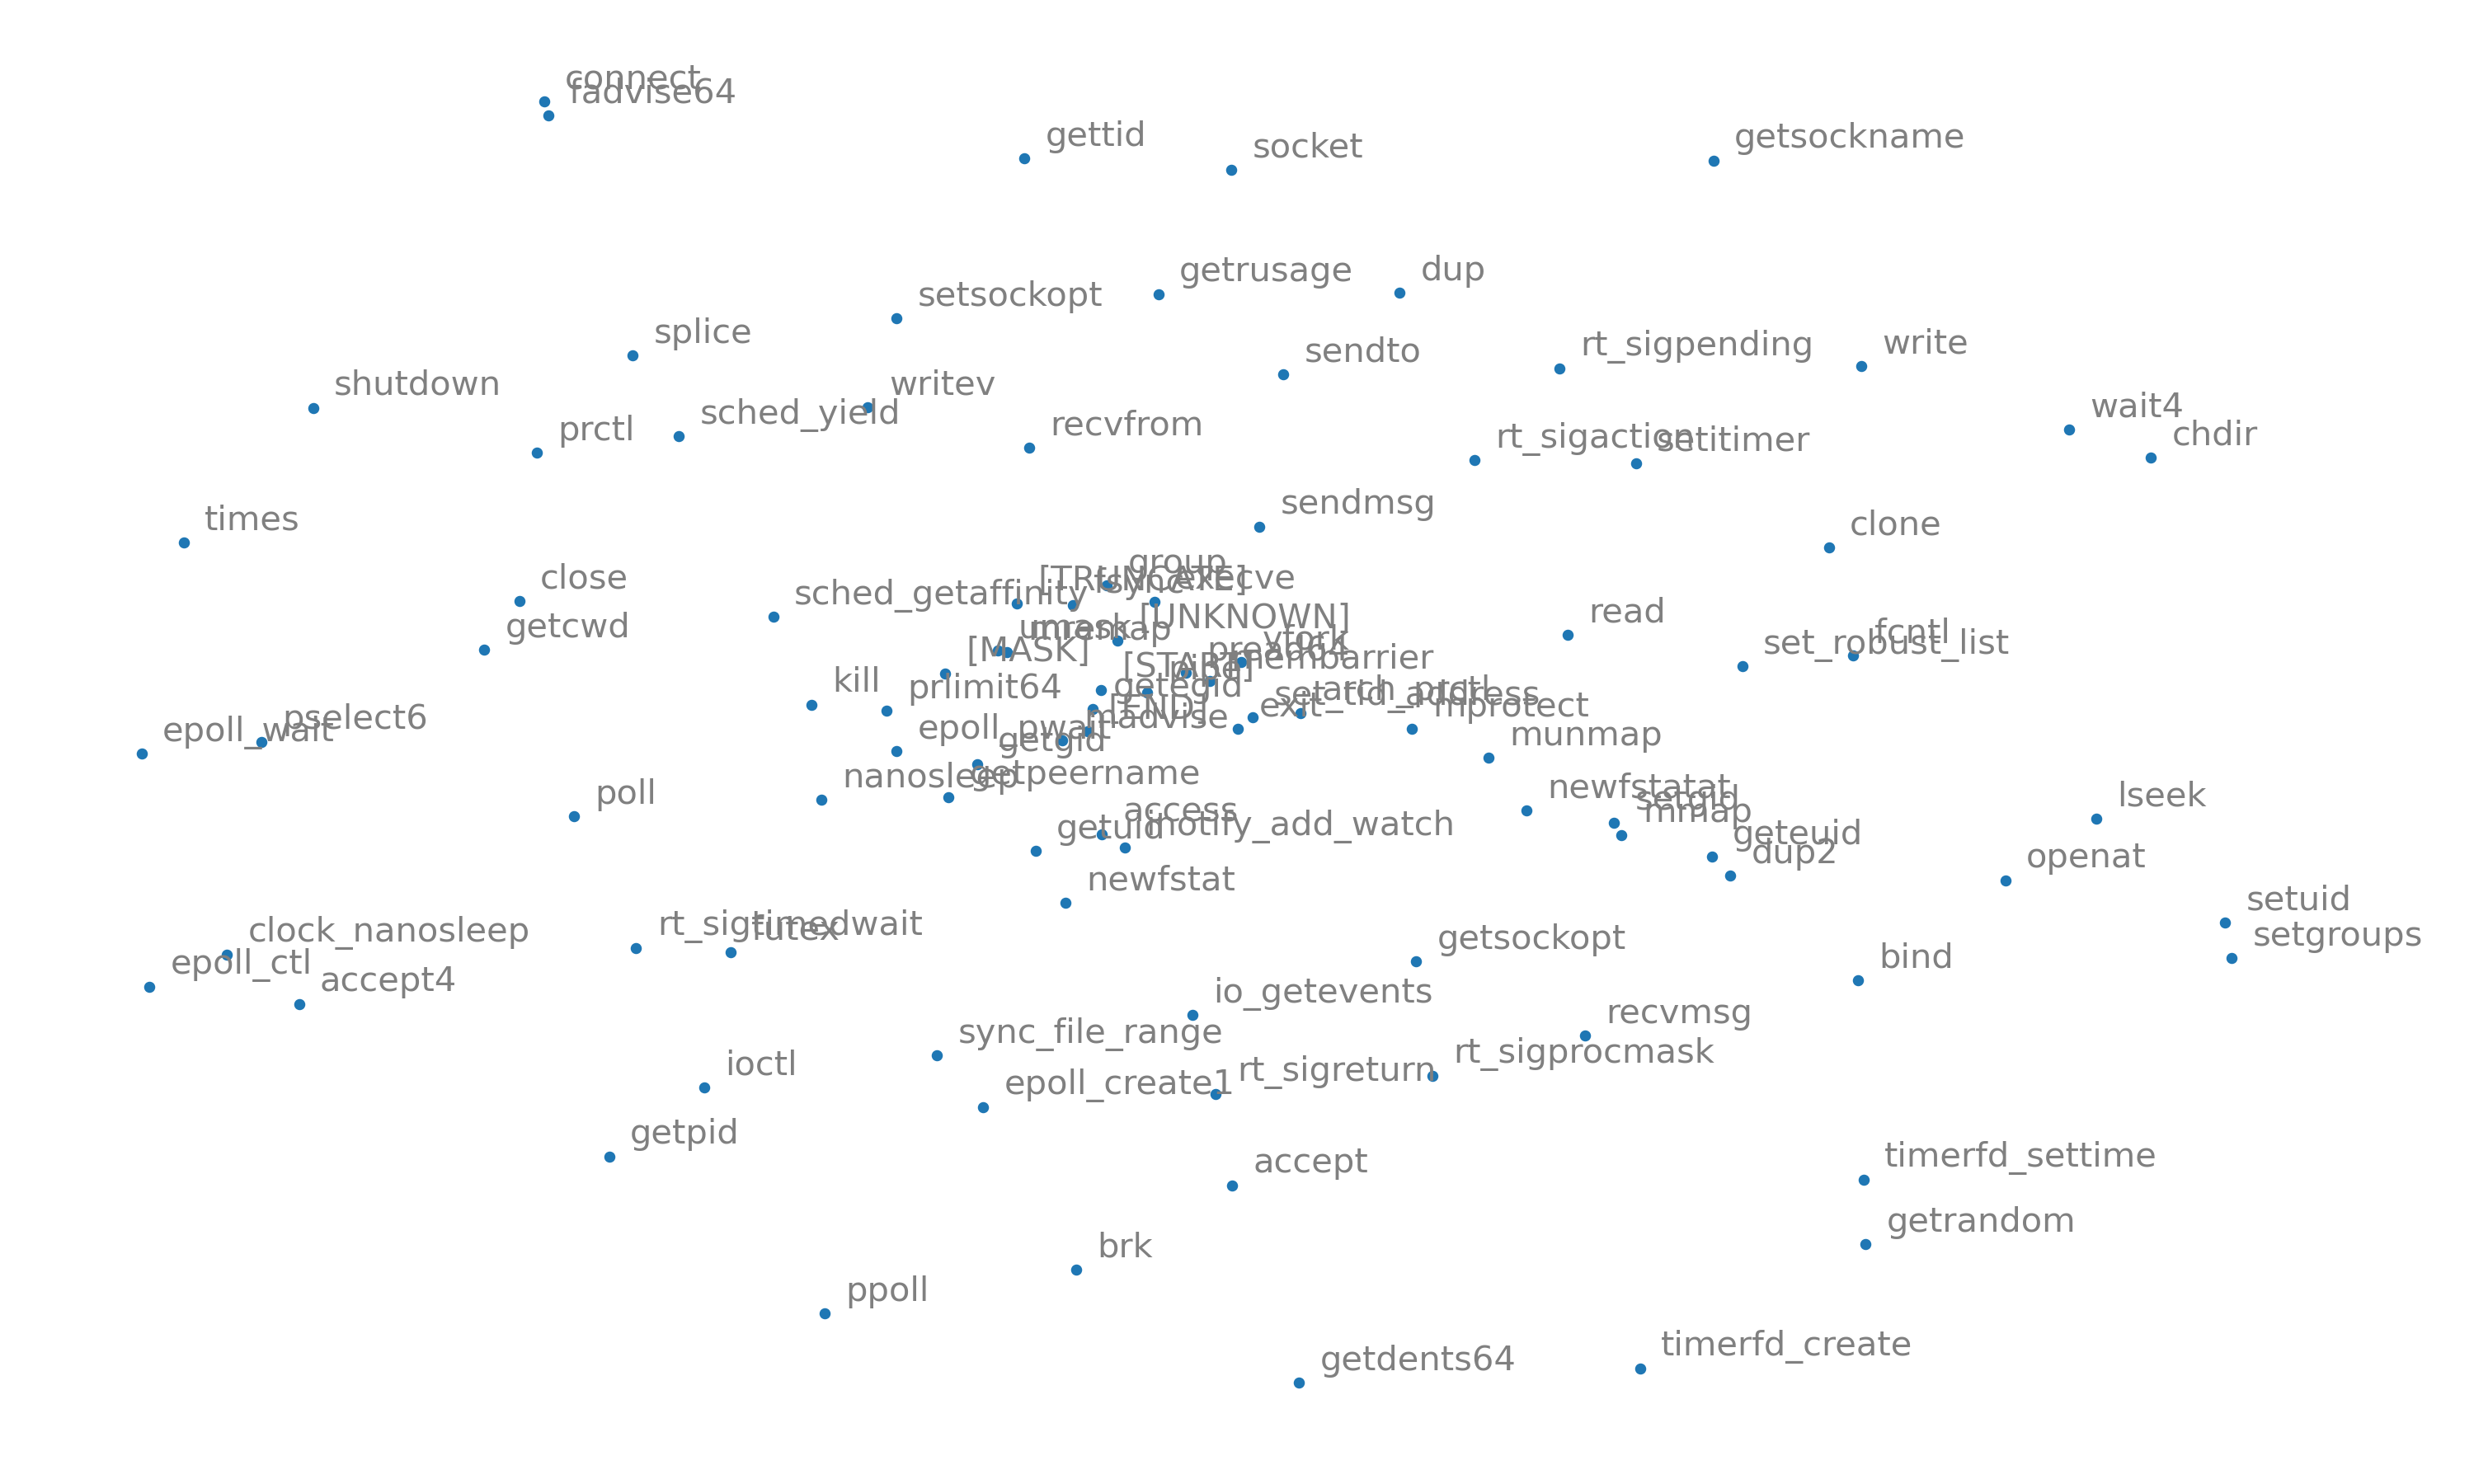 connect
fadvise64
gettid
socket
getsockname
getrusage
dup
setsockopt
splice
sendto
rt_sigpending
write
shutdown
writev
sched_yield
prctl
recvfrom
rt_sigaction
setitimer
wait4
chdir
sendmsg
times
clone
group
close
[TRUNCATE]
fsync
execve
sched_getaffinity
[UNKNOWN]
read
getcwd
umask
mremap
vfork
fcntl
set_robust_list
[MASK]
pread64
membarrier
[START]
pipe
kill
prlimit64
getegid
set_tid_address
arch_prctl
[END]
exit
mprotect
pselect6
epoll_wait
epoll_pwait
madvise
getgid
munmap
nanosleep
getpeername
poll
newfstatat
setgid
mmap
lseek
access
inotify_add_watch
getuid
geteuid
dup2
openat
newfstat
setuid
setgroups
clock_nanosleep
rt_sigtimedwait
futex
getsockopt
bind
epoll_ctl
accept4
io_getevents
recvmsg
sync_file_range
rt_sigprocmask
ioctl
rt_sigreturn
epoll_create1
getpid
accept
timerfd_settime
getrandom
brk
ppoll
timerfd_create
getdents64